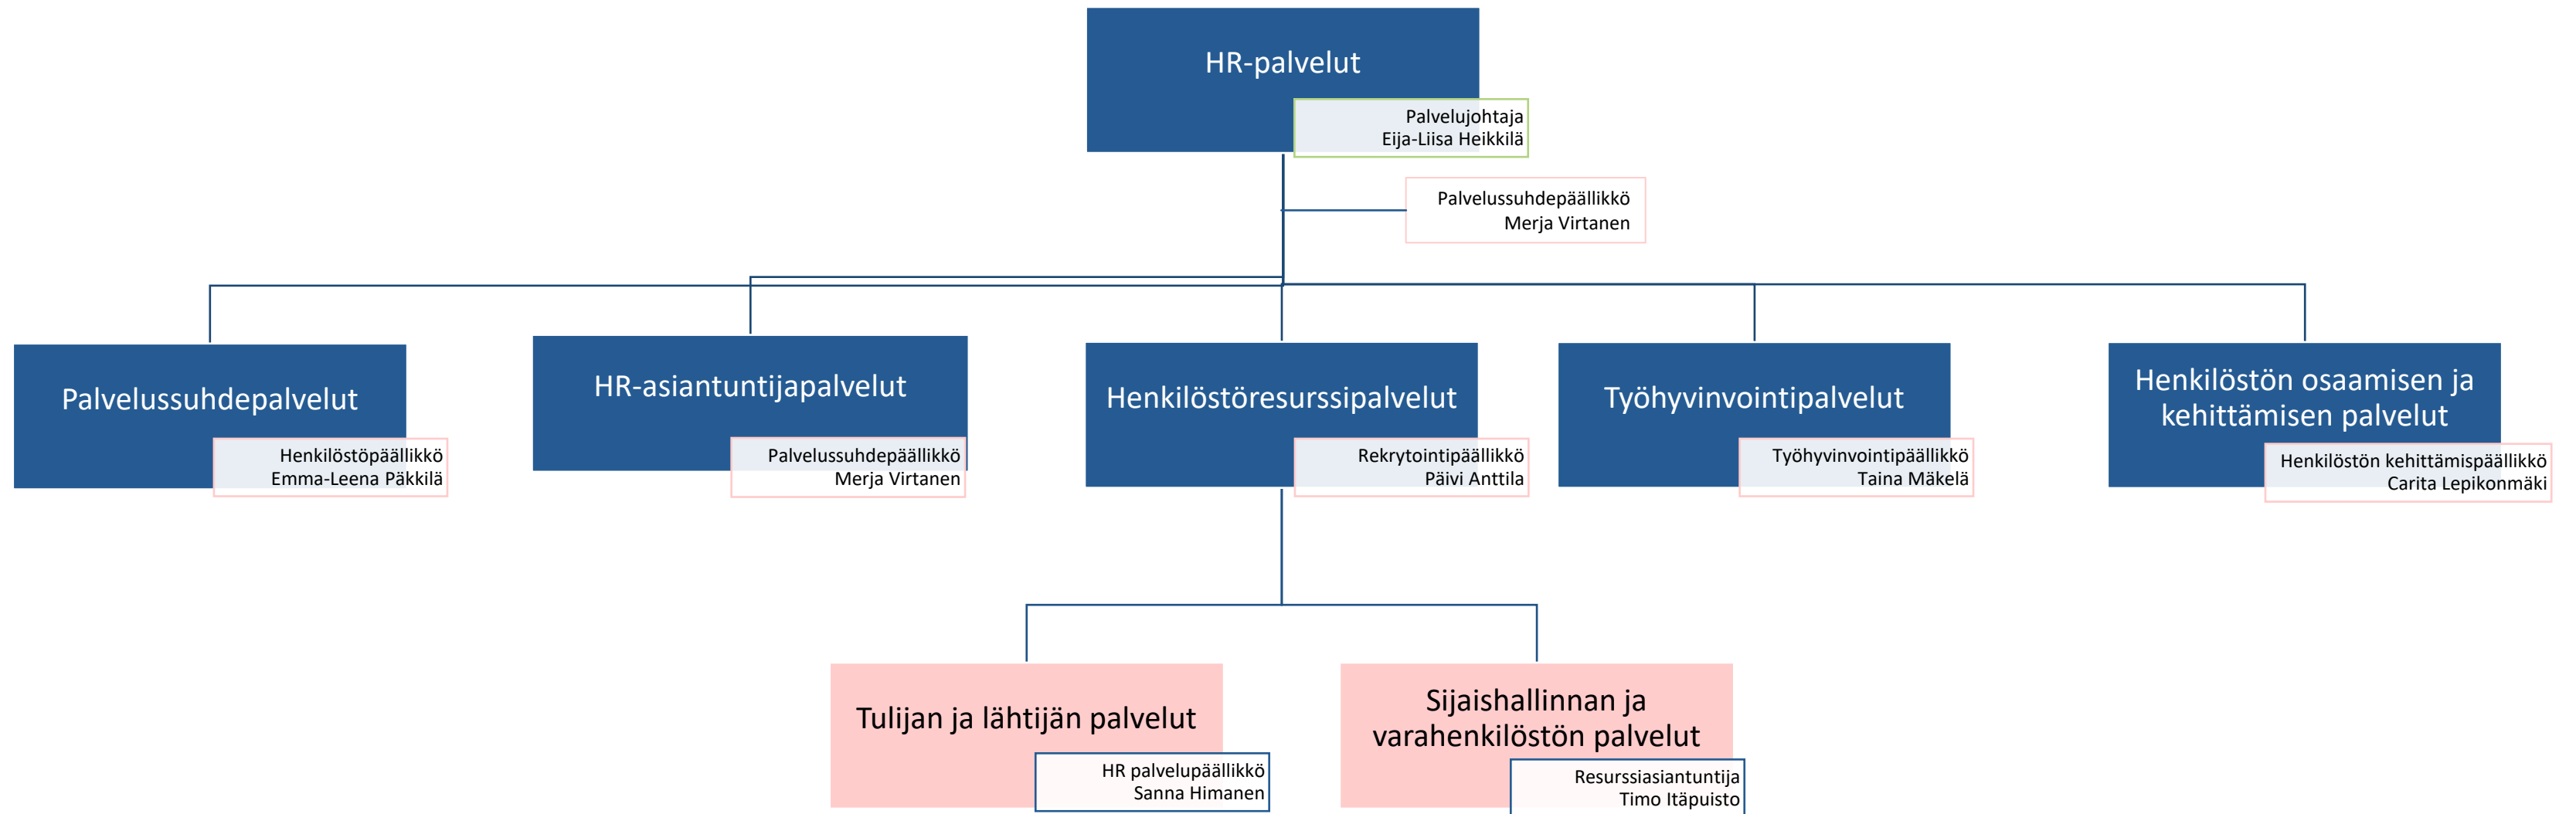 HR-palvelut
Palvelujohtaja
Eija-Liisa Heikkilä
Palvelussuhdepäällikkö
Merja Virtanen
Palvelussuhdepalvelut
Henkilöstöpäällikkö
Emma-Leena Päkkilä
HR-asiantuntijapalvelut
Palvelussuhdepäällikkö
Merja Virtanen
Henkilöstöresurssipalvelut
Rekrytointipäällikkö
Päivi Anttila
Työhyvinvointipalvelut
Työhyvinvointipäällikkö
Taina Mäkelä
Henkilöstön osaamisen ja
kehittämisen palvelut
Henkilöstön kehittämispäällikkö
Carita Lepikonmäki
Tulijan ja lähtijän palvelut
HR palvelupäällikkö
Sanna Himanen
Sijaishallinnan ja
varahenkilöstön palvelut
Resurssiasiantuntija
Timo Itäpuisto